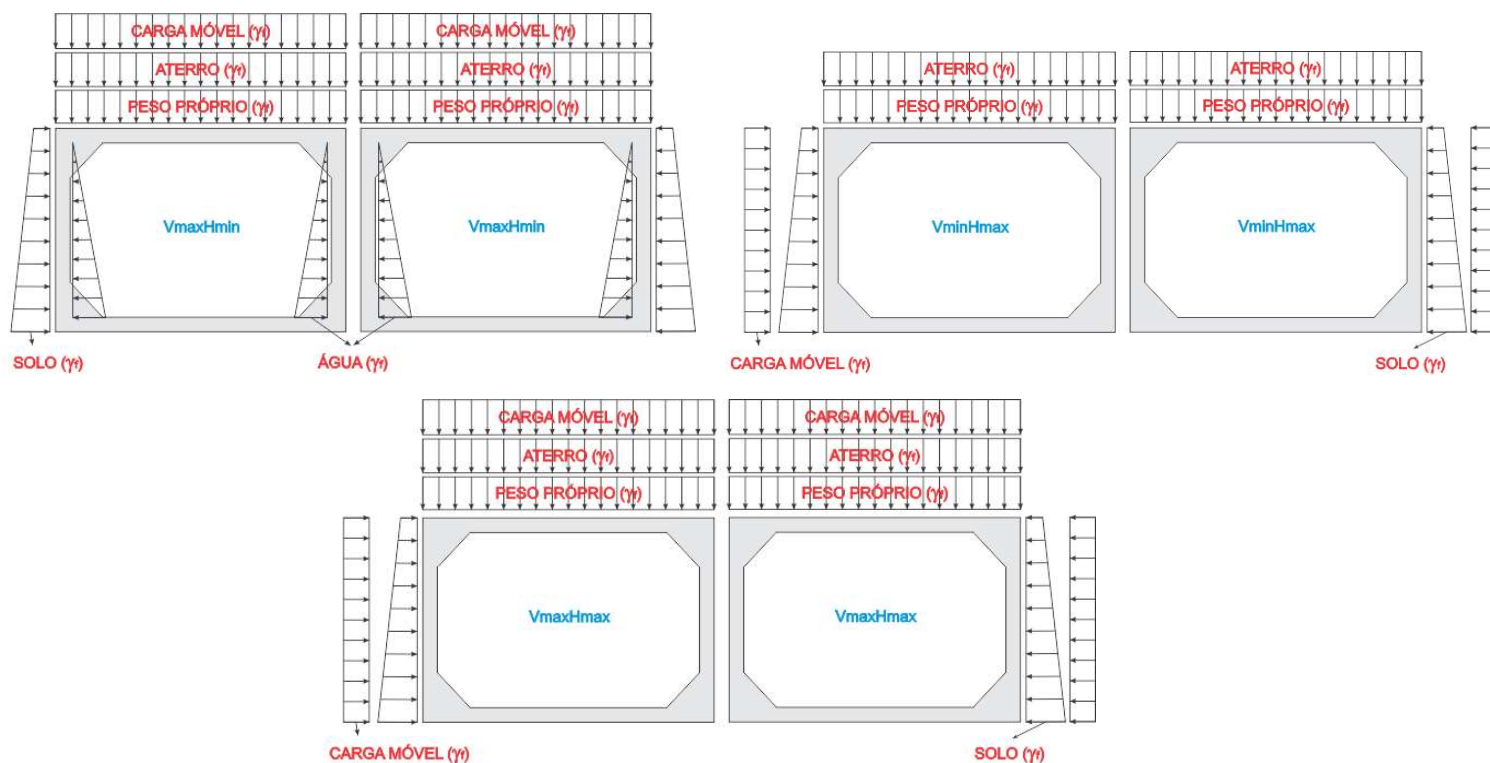 CARGA MÓVEL (γf) CARGA MÓVEL (γf)
ATERRO (γf) ATERRO (γf)
PESO PRÓPRIO (γf) PESO PRÓPRIO (γf)
VmaxHmin VmaxHmin
SOLO (γf) ÁGUA (γf)
ATERRO (γf) ATERRO (γf)
PESO PRÓPRIO (γf) PESO PRÓPRIO (γf)
VminHmax VminHmax
CARGA MÓVEL (γf) SOLO (γf)
CARGA MÓVEL (γf) CARGA MÓVEL (γf)
ATERRO (γf) ATERRO (γf)
PESO PRÓPRIO (γf) PESO PRÓPRIO (γf)
VmaxHmax VmaxHmax
CARGA MÓVEL (γf) SOLO (γf)